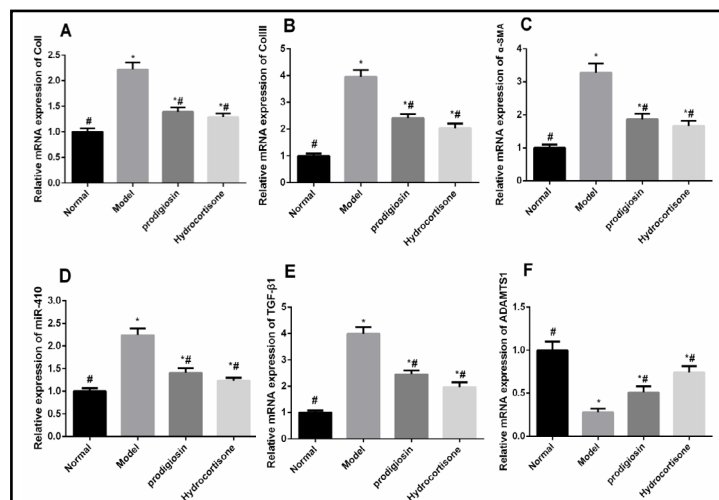 A
Relative mRNA expression of ColI
2.5
2.0
1.5
1.0
0.5
0.0
*
#
*#
*#
Normal
Model
prodigiosin
Hydrocortisone
B
Relative mRNA expression of ColIII
5
4
3
2
1
0
*
#
*#
*#
Normal
Model
prodigiosin
Hydrocortisone
C
Relative mRNA expression of α-SMA
4
3
2
1
0
*
#
*#
*#
Normal
Model
prodigiosin
Hydrocortisone
D
Relative expression of miR-410
3.0
2.5
2.0
1.5
1.0
0.5
0.0
*
#
*#
*#
Normal
Model
prodigiosin
Hydrocortisone
E
Relative mRNA expression of TGF-β1
6
4
2
0
*
#
*#
*#
Normal
Model
prodigiosin
Hydrocortisone
F
Relative mRNA expression of ADAMTS1
1.5
1.0
0.5
0.0
#
*
*#
*#
Normal
Model
prodigiosin
Hydrocortisone